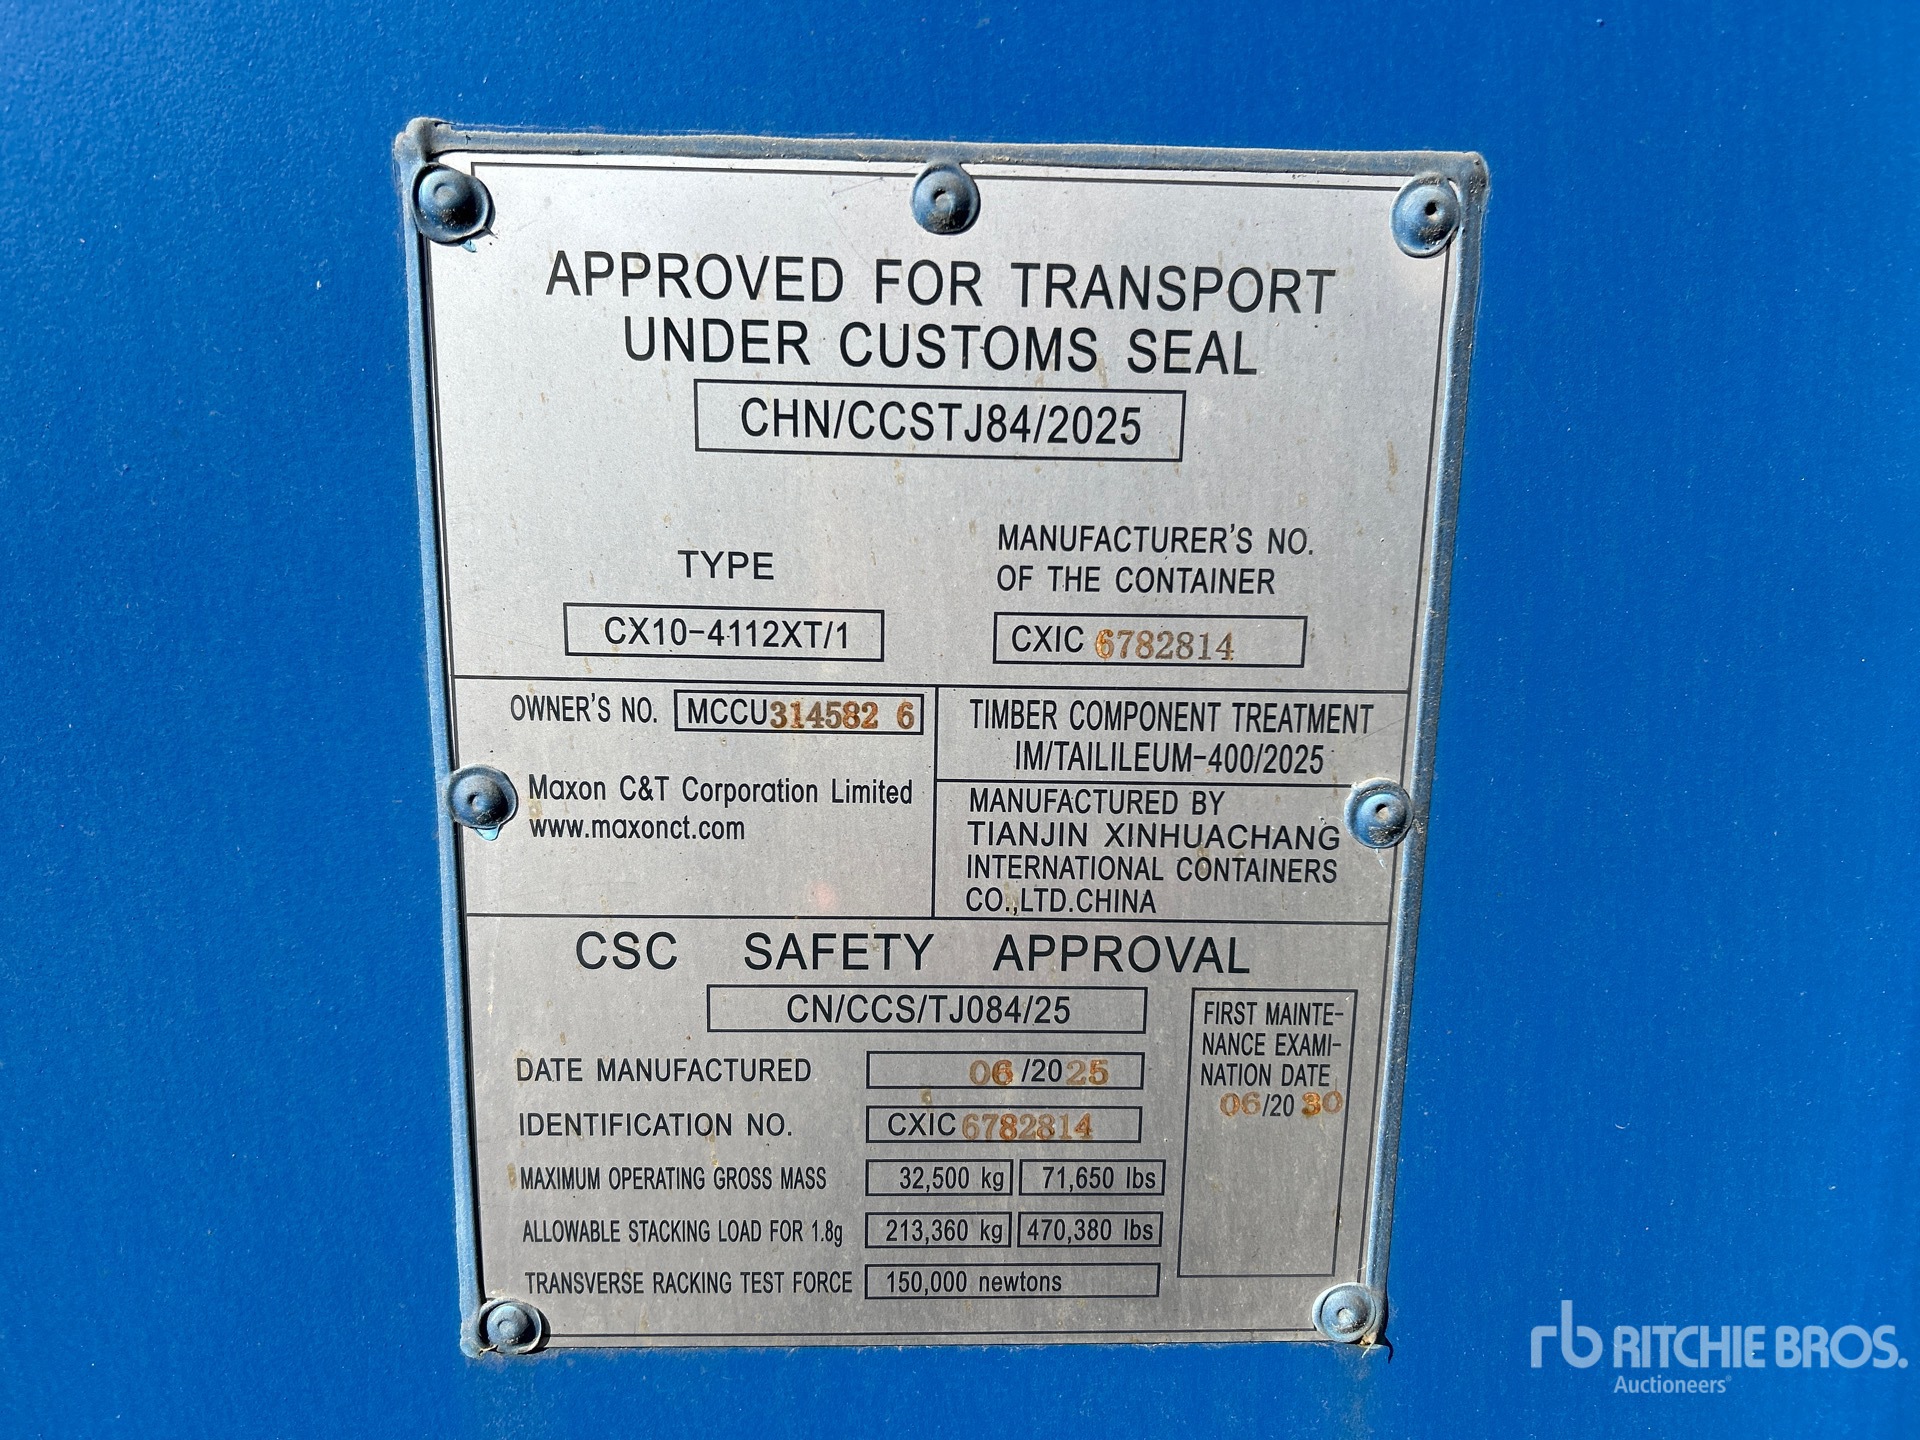 APPROVED FOR TRANSPORT
UNDER CUSTOMS SEAL
CHN/CCSTJ84/2025
TYPE
CX10-4112XT/1
MANUFACTURER'S NO.
OF THE CONTAINER
CXIC 6782814
OWNER'S NO. MCCU314582 6
Maxon C&T Corporation Limited
www.maxonct.com
TIMBER COMPONENT TREATMENT
IM/TAILILEUM-400/2025
MANUFACTURED BY
TIANJIN XINHUACHANG
INTERNATIONAL CONTAINERS
CO.,LTD.CHINA
CSC SAFETY APPROVAL
CN/CCS/TJ084/25
DATE MANUFACTURED 06/2025
IDENTIFICATION NO. CXIC6782814
MAXIMUM OPERATING GROSS MASS 32,500 kg 71,650 lbs
ALLOWABLE STACKING LOAD FOR 1.8g 213,360 kg 470,380 lbs
TRANSVERSE RACKING TEST FORCE 150,000 newtons
FIRST MAINTE-
NANCE EXAMI-
NATION DATE
06/2030
rb RITCHIE BROS.
Auctioneers